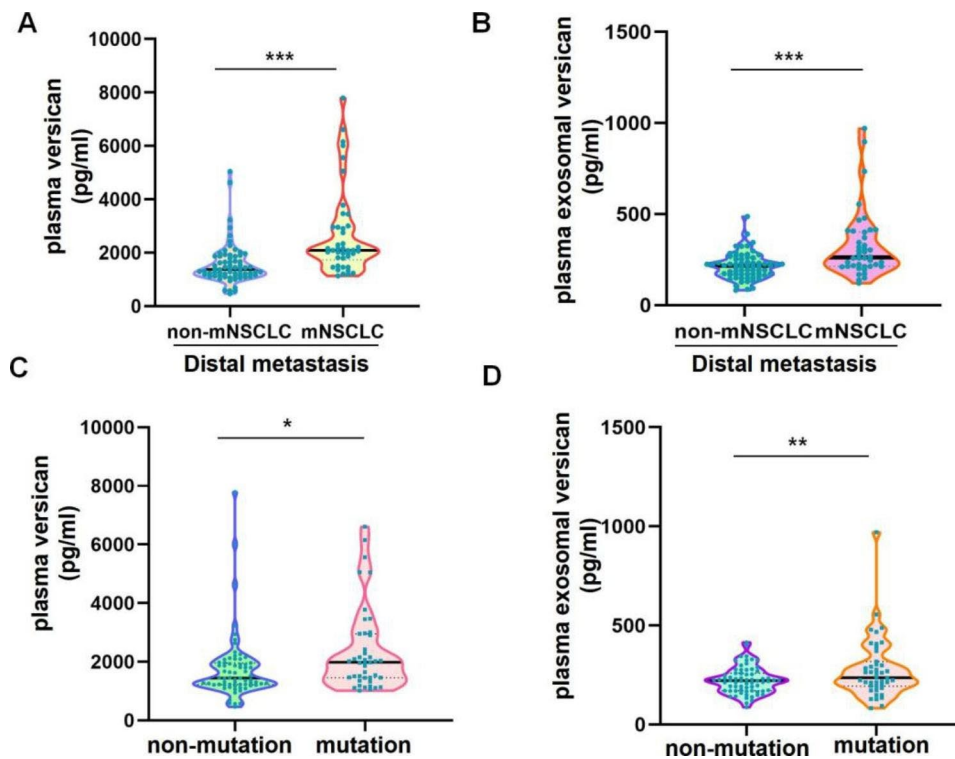 A
plasma versican
(pg/ml)
10000
8000
6000
4000
2000
0
***
non-mNSCLC mNSCLC
Distal metastasis
B
plasma exosomal versican
(pg/ml)
1500
1000
500
0
***
non-mNSCLC mNSCLC
Distal metastasis
C
plasma versican
(pg/ml)
10000
8000
6000
4000
2000
0
*
non-mutation mutation
D
plasma exosomal versican
(pg/ml)
1500
1000
500
0
**
non-mutation mutation